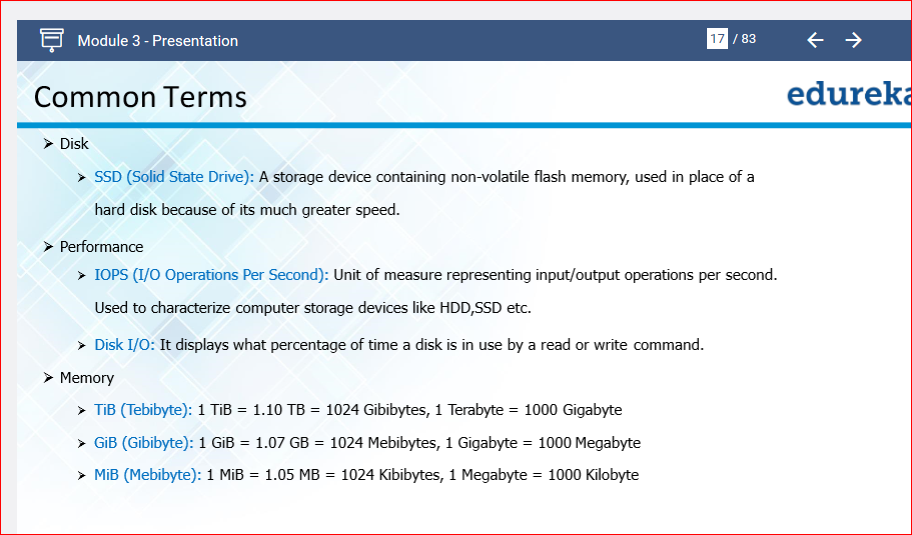 Module 3 - Presentation
17 / 83
Common Terms
edureka
➤ Disk
➤ SSD (Solid State Drive): A storage device containing non-volatile flash memory, used in place of a
hard disk because of its much greater speed.
➤ Performance
➤ IOPS (I/O Operations Per Second): Unit of measure representing input/output operations per second.
Used to characterize computer storage devices like HDD,SSD etc.
➤ Disk I/O: It displays what percentage of time a disk is in use by a read or write command.
➤ Memory
➤ TiB (Tebibyte): 1 TiB = 1.10 TB = 1024 Gibibytes, 1 Terabyte = 1000 Gigabyte
➤ GiB (Gibibyte): 1 GiB = 1.07 GB = 1024 Mebibytes, 1 Gigabyte = 1000 Megabyte
➤ MiB (Mebibyte): 1 MiB = 1.05 MB = 1024 Kibibytes, 1 Megabyte = 1000 Kilobyte